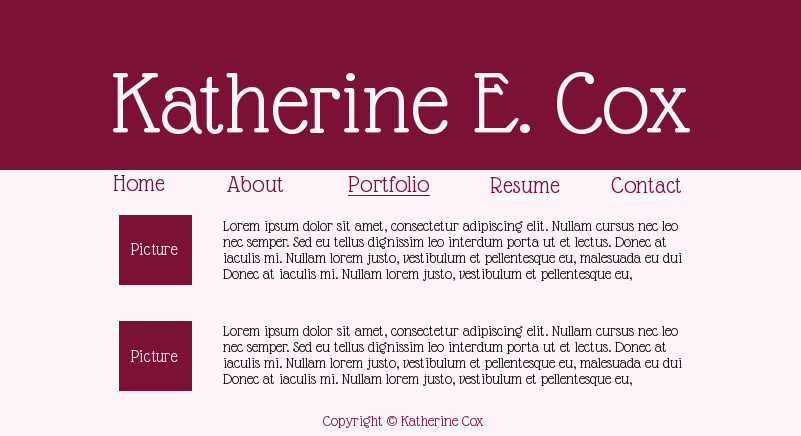 Katherine E. Cox
Home About Portfolio Resume Contact
Picture
Lorem ipsum dolor sit amet, consectetur adipiscing elit. Nullam cursus nec leo
nec semper. Sed eu tellus dignissim leo interdum porta ut et lectus. Donec at
iaculis mi. Nullam lorem justo, vestibulum et pellentesque eu, malesuada eu dui
Donec at iaculis mi. Nullam lorem justo, vestibulum et pellentesque eu,
Picture
Lorem ipsum dolor sit amet, consectetur adipiscing elit. Nullam cursus nec leo
nec semper. Sed eu tellus dignissim leo interdum porta ut et lectus. Donec at
iaculis mi. Nullam lorem justo, vestibulum et pellentesque eu, malesuada eu dui
Donec at iaculis mi. Nullam lorem justo, vestibulum et pellentesque eu,
Copyright © Katherine Cox